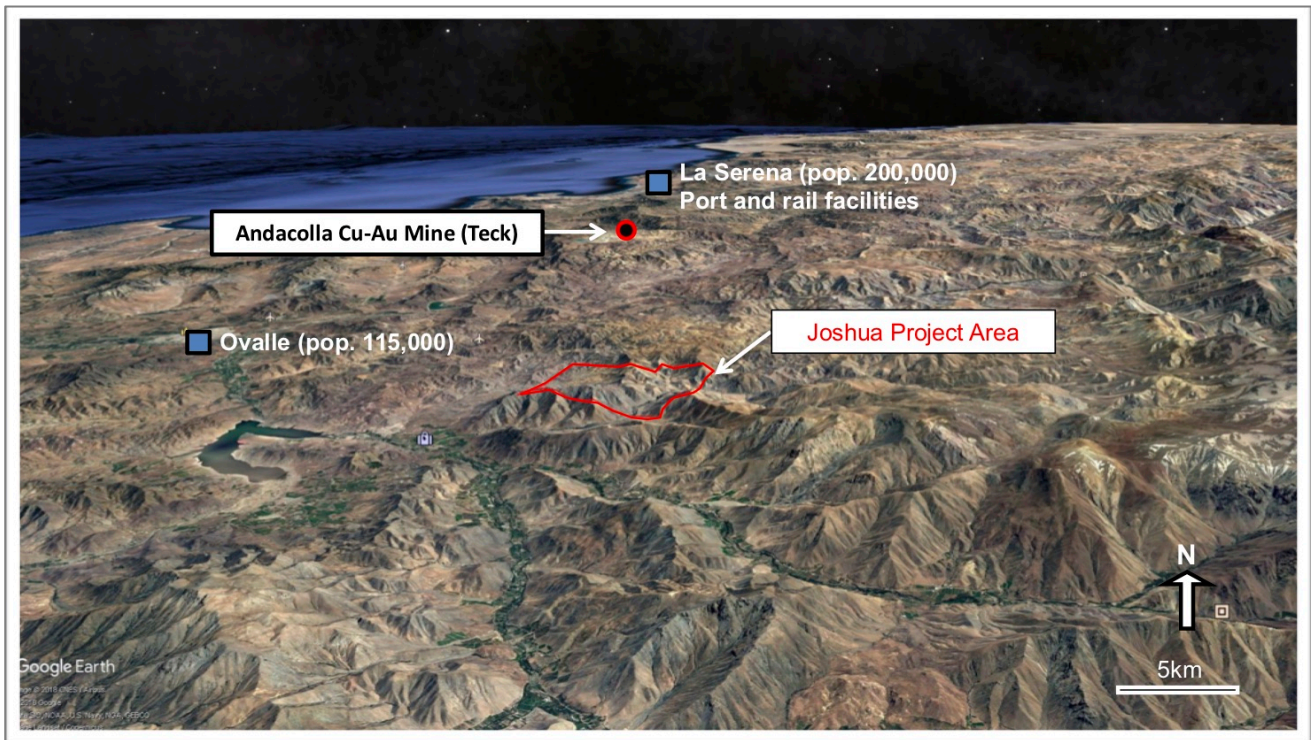 La Serena (pop. 200,000)
Port and rail facilities
Andacolla Cu-Au Mine (Teck)
Joshua Project Area
Ovalle (pop. 115,000)
N
5km
Google Earth